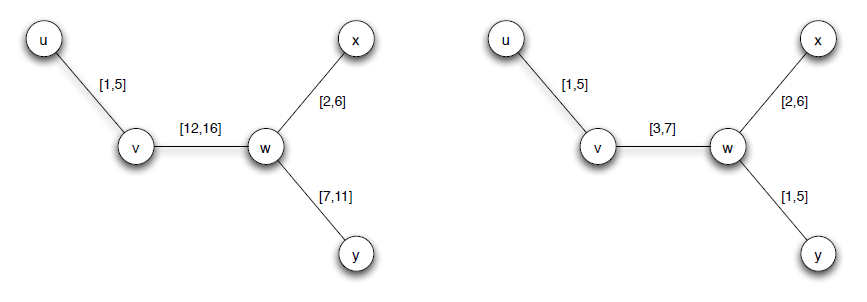 u x u x
[1,5] [1,5]
[2,6] [2,6]
[12,16] [3,7]
v w v w
[7,11] [1,5]
y y